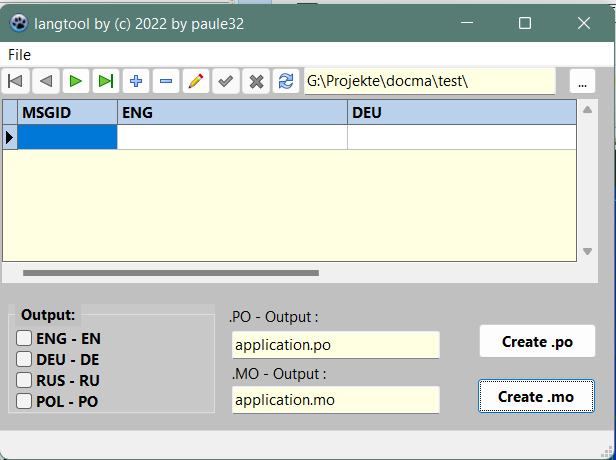 langtool by (c) 2022 by paule32
File
G:\Projekte\docma\test\
...
MSGID ENG DEU
Output:
ENG - EN
DEU - DE
RUS - RU
POL - PO
.PO - Output :
application.po
.MO - Output :
application.mo
Create .po
Create .mo